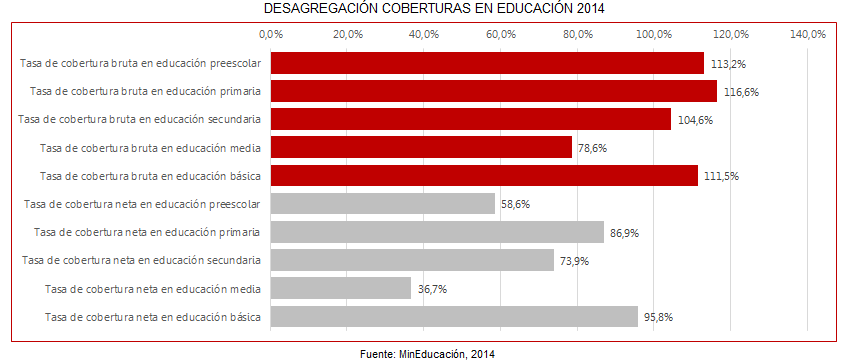 DESAGREGACIÓN COBERTURAS EN EDUCACIÓN 2014
0,0% 20,0% 40,0% 60,0% 80,0% 100,0% 120,0% 140,0%
Tasa de cobertura bruta en educación preescolar 113,2%
Tasa de cobertura bruta en educación primaria 116,6%
Tasa de cobertura bruta en educación secundaria 104,6%
Tasa de cobertura bruta en educación media 78,6%
Tasa de cobertura bruta en educación básica 111,5%
Tasa de cobertura neta en educación preescolar 58,6%
Tasa de cobertura neta en educación primaria 86,9%
Tasa de cobertura neta en educación secundaria 73,9%
Tasa de cobertura neta en educación media 36,7%
Tasa de cobertura neta en educación básica 95,8%
Fuente: MinEducación, 2014